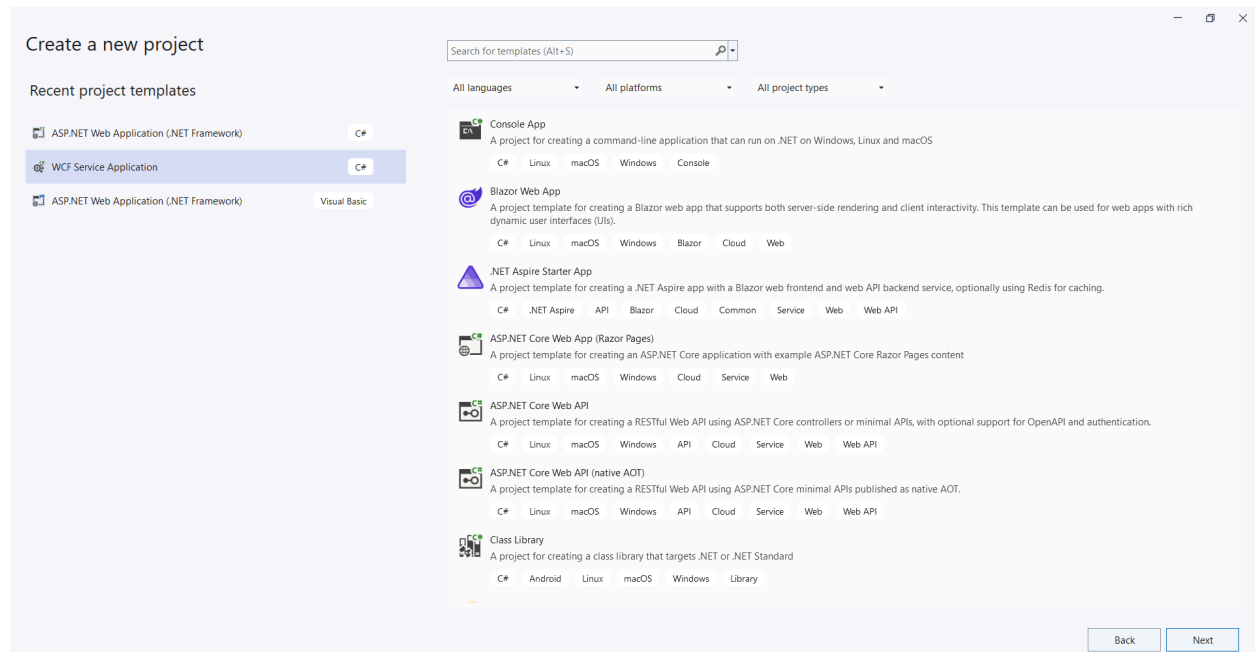 Create a new project
Recent project templates
ASP.NET Web Application (.NET Framework) C#
WCF Service Application C#
ASP.NET Web Application (.NET Framework) Visual Basic
Search for templates (Alt+S)
All languages All platforms All project types
Console App
A project for creating a command-line application that can run on .NET on Windows, Linux and macOS
C# Linux macOS Windows Console
Blazor Web App
A project template for creating a Blazor web app that supports both server-side rendering and client interactivity. This template can be used for web apps with rich
dynamic user interfaces (UIs).
C# Linux macOS Windows Blazor Cloud Web
.NET Aspire Starter App
A project template for creating a .NET Aspire app with a Blazor web frontend and web API backend service, optionally using Redis for caching.
C# .NET Aspire API Blazor Cloud Common Service Web Web API
ASP.NET Core Web App (Razor Pages)
A project template for creating an ASP.NET Core application with example ASP.NET Core Razor Pages content
C# Linux macOS Windows Cloud Service Web
ASP.NET Core Web API
A project template for creating a RESTful Web API using ASP.NET Core controllers or minimal APIs, with optional support for OpenAPI and authentication.
C# Linux macOS Windows API Cloud Service Web Web API
ASP.NET Core Web API (native AOT)
A project template for creating a RESTful Web API using ASP.NET Core minimal APIs published as native AOT.
C# Linux macOS Windows API Cloud Service Web Web API
Class Library
A project for creating a class library that targets .NET or .NET Standard
C# Android Linux macOS Windows Library
Back Next